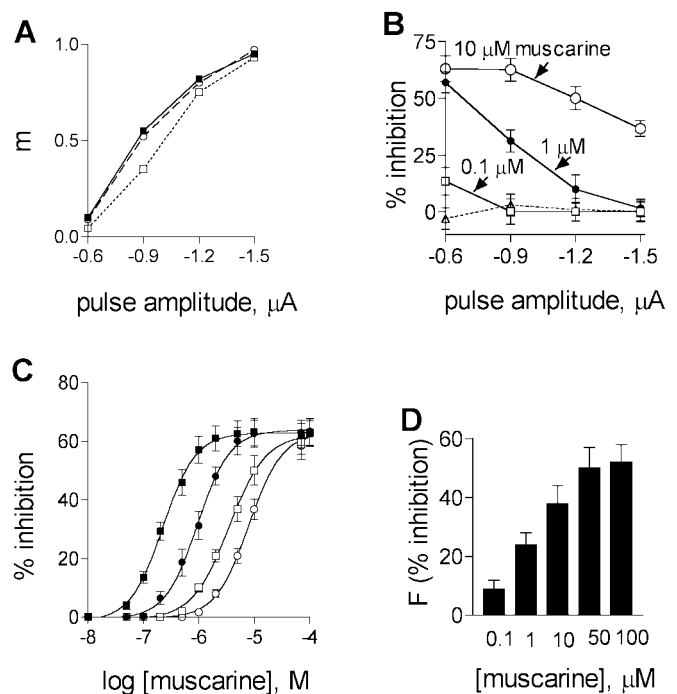 A
1.0
0.5
0.0
m
-0.6 -0.9 -1.2 -1.5
pulse amplitude, μA
B
75
50
25
0
% inhibition
10 μM muscarine
1 μM
0.1 μM
-0.6 -0.9 -1.2 -1.5
pulse amplitude, μA
C
80
60
40
20
0
% inhibition
-8 -7 -6 -5 -4
log [muscarine], M
D
60
40
20
0
F (% inhibition)
0.1 1 10 50 100
[muscarine], μM